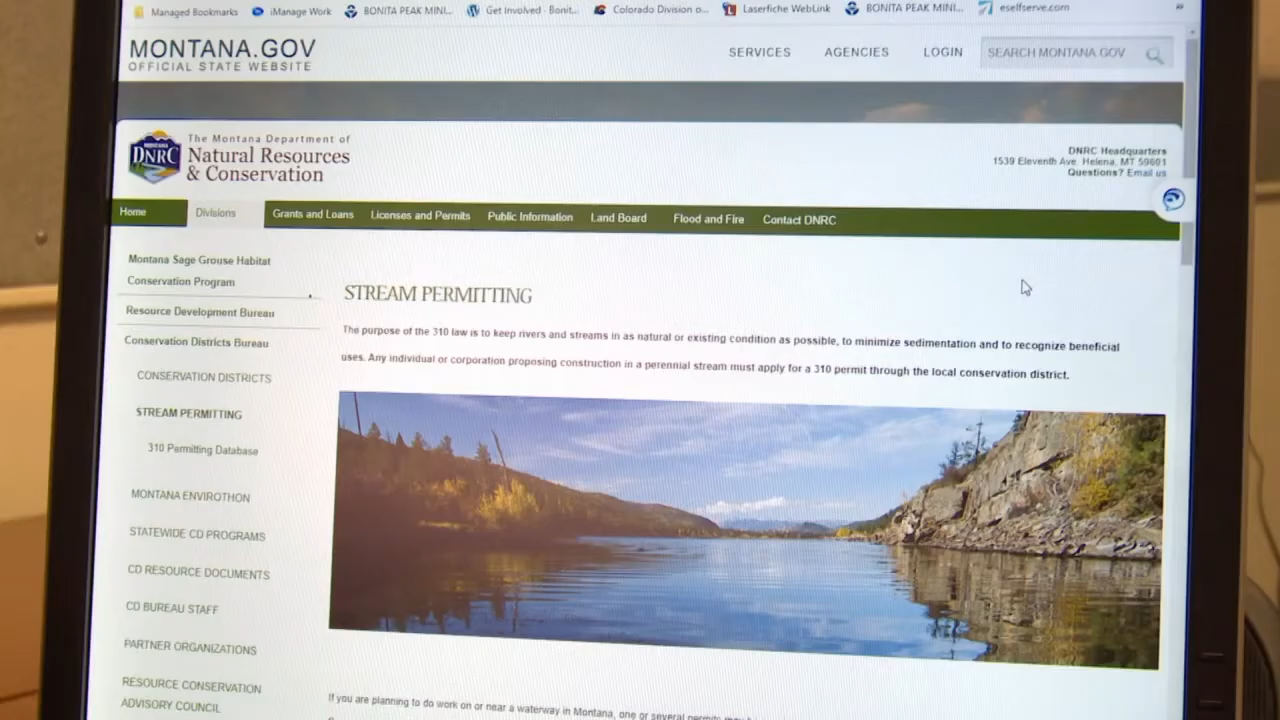 Managed Bookmarks iManage Work BONITA PEAK MINI... Get Involved - Bonit... Colorado Division o... Laserfiche WebLink BONITA PEAK MINI... eselfserve.com »
MONTANA.GOV
OFFICIAL STATE WEBSITE
SERVICES AGENCIES LOGIN SEARCH MONTANA.GOV
MONTANA
DNRC
The Montana Department of
Natural Resources
& Conservation
DNRC Headquarters
1539 Eleventh Ave. Helena, MT 59601
Questions? Email us
Home Divisions Grants and Loans Licenses and Permits Public Information Land Board Flood and Fire Contact DNRC
Montana Sage Grouse Habitat
Conservation Program
Resource Development Bureau
Conservation Districts Bureau
CONSERVATION DISTRICTS
STREAM PERMITTING
310 Permitting Database
MONTANA ENVIROTHON
STATEWIDE CD PROGRAMS
CD RESOURCE DOCUMENTS
CD BUREAU STAFF
PARTNER ORGANIZATIONS
RESOURCE CONSERVATION
ADVISORY COUNCIL
STREAM PERMITTING
The purpose of the 310 law is to keep rivers and streams in as natural or existing condition as possible, to minimize sedimentation and to recognize beneficial
uses. Any individual or corporation proposing construction in a perennial stream must apply for a 310 permit through the local conservation district.
If you are planning to do work on or near a waterway in Montana, one or several permits may